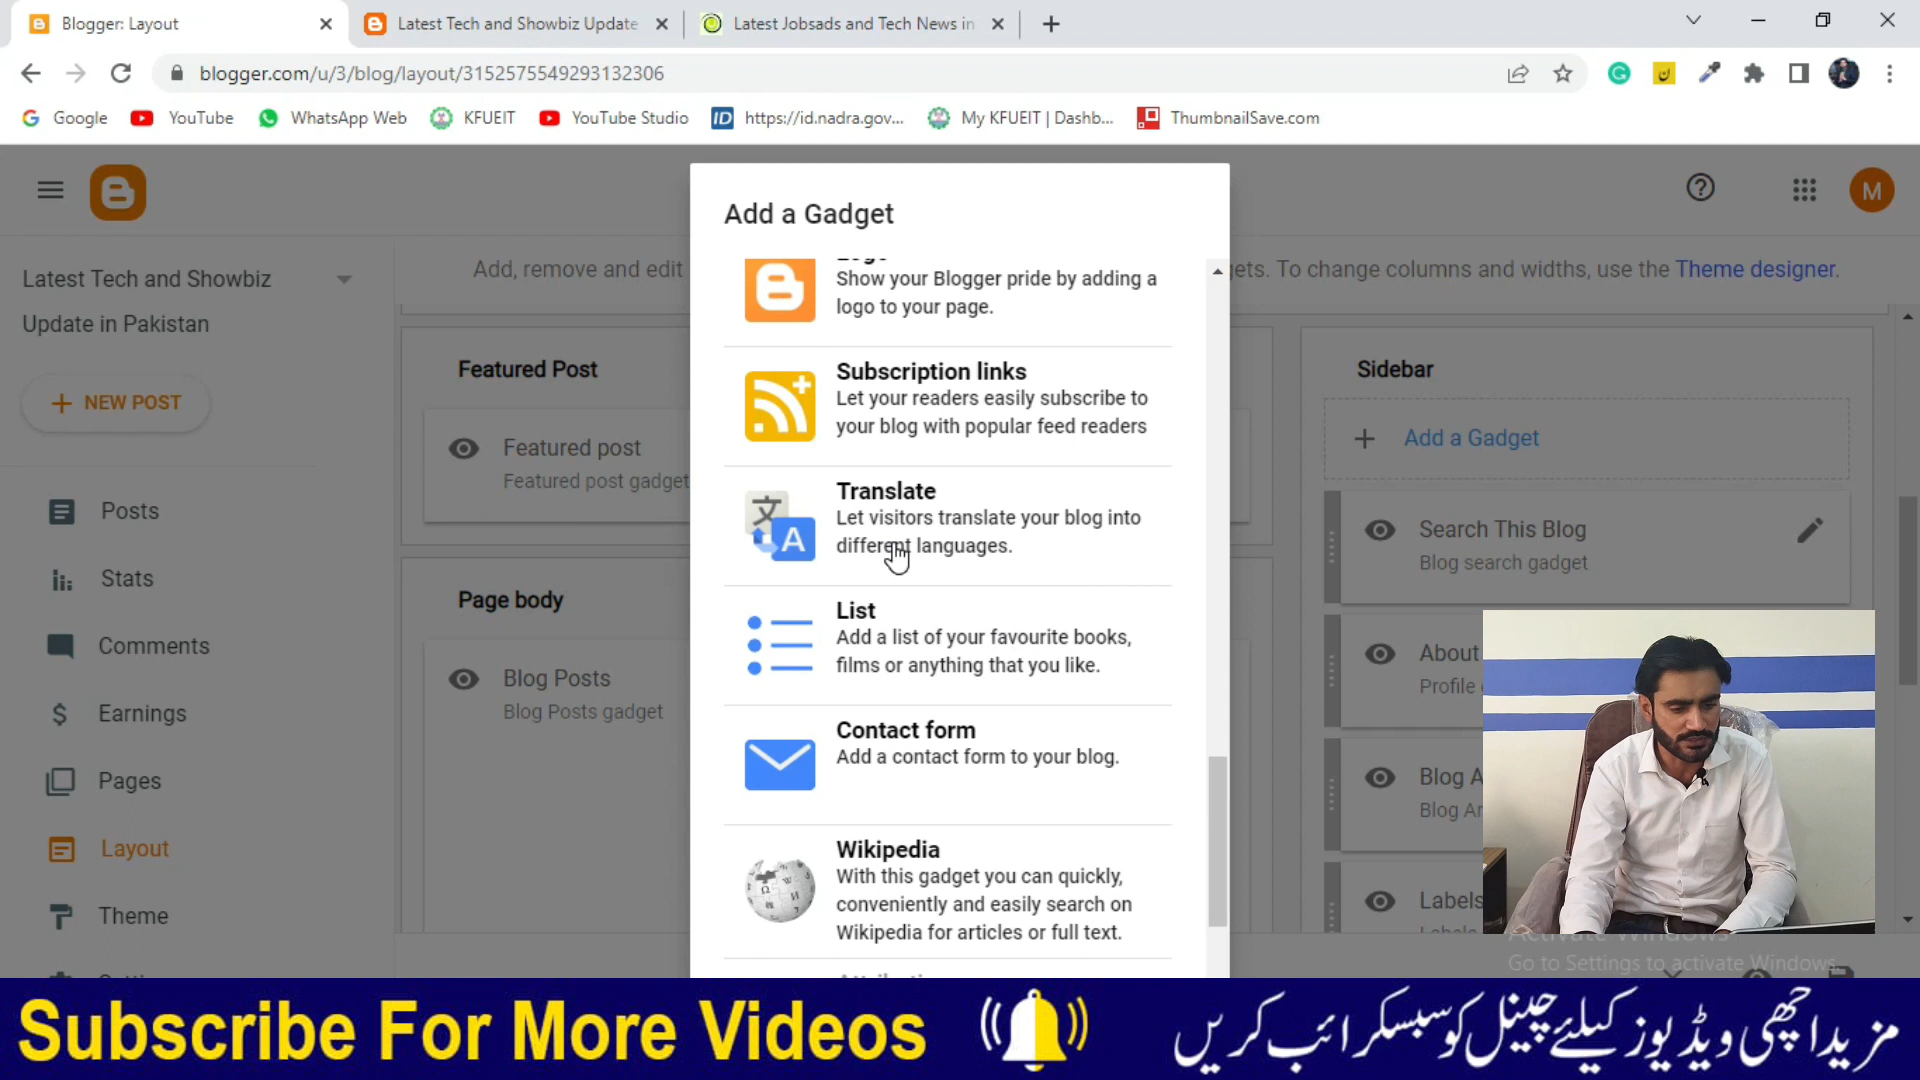 Blogger: Layout
Latest Tech and Showbiz Update
Latest Jobsads and Tech News in
blogger.com/u/3/blog/layout/3152575549293132306
Google
YouTube
WhatsApp Web
KFUEIT
YouTube Studio
ID
https://id.nadra.gov...
My KFUEIT | Dashb...
ThumbnailSave.com
M
Latest Tech and Showbiz
Update in Pakistan
NEW POST
Posts
Stats
Comments
Earnings
Pages
Layout
Theme
Add, remove and edit
gets. To change columns and widths, use the Theme designer.
Featured Post
Featured post
Featured post gadget
Page body
Blog Posts
Blog Posts gadget
Add a Gadget
Logo
Show your Blogger pride by adding a
logo to your page.
Subscription links
Let your readers easily subscribe to
your blog with popular feed readers
Translate
Let visitors translate your blog into
different languages.
List
Add a list of your favourite books,
films or anything that you like.
Contact form
Add a contact form to your blog.
Wikipedia
With this gadget you can quickly,
conveniently and easily search on
Wikipedia for articles or full text.
Sidebar
Add a Gadget
Search This Blog
Blog search gadget
About
Profile
Blog A
Blog Ar
Labels
Activate Windows
Go to Settings to activate Windows.
Subscribe For More Videos
مزید اچھی ویڈیوز کیلئے چینل کو سبسکرائب کریں